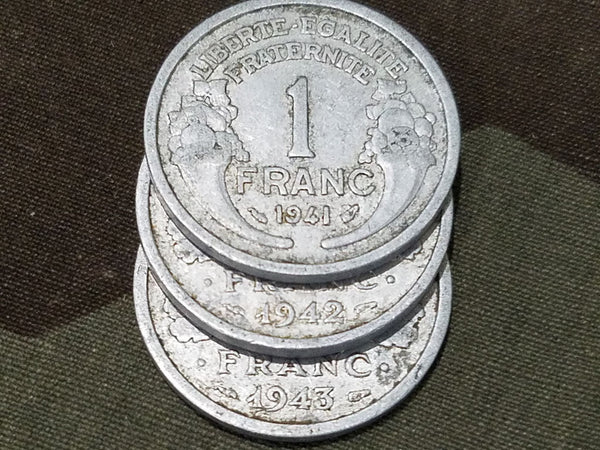 LIBERTE-EGALITE
FRATERNITE
1
FRANC
1941
FRANC
1942
FRANC
1943